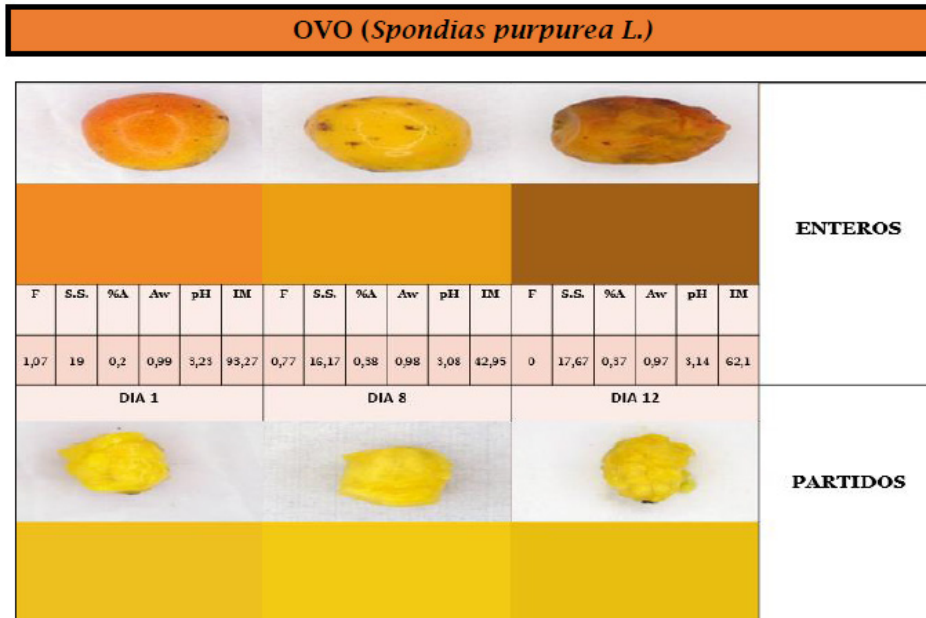 OVO (Spondias purpurea L.)
ENTEROS
F S.S. %A Aw pH IM F S.S. %A Aw pH IM F S.S. %A Aw pH IM
1,07 19 0,2 0,99 3,23 93,27 0,77 16,17 0,38 0,98 3,08 42,95 0 17,67 0,37 0,97 3,14 62,1
DIA 1 DIA 8 DIA 12
PARTIDOS